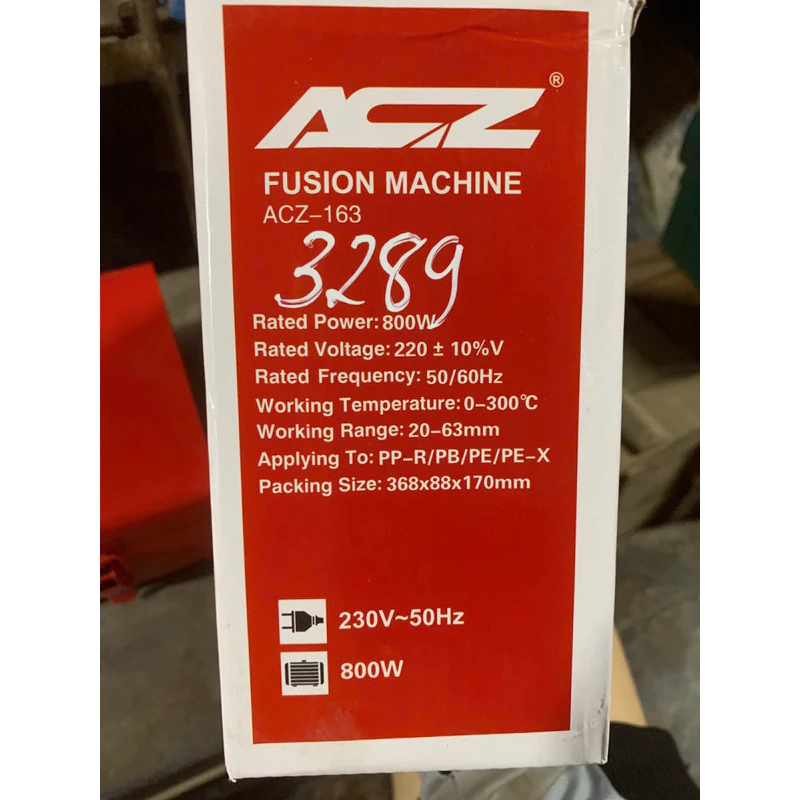 ACZ®
FUSION MACHINE
ACZ-163
3289
Rated Power: 800W
Rated Voltage: 220 ± 10%V
Rated Frequency: 50/60Hz
Working Temperature: 0-300℃
Working Range: 20-63mm
Applying To: PP-R/PB/PE/PE-X
Packing Size: 368x88x170mm
230V~50Hz
800W